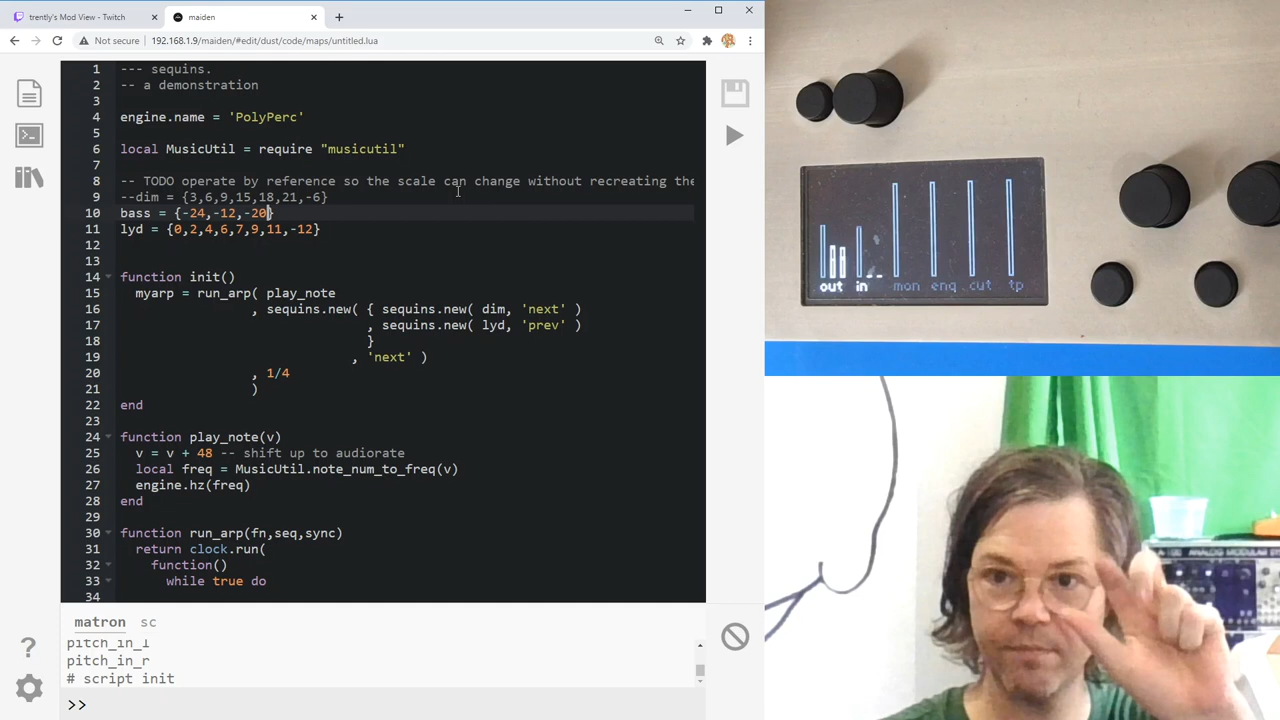 trently's Mod View - Twitch
maiden
Not secure
192.168.1.9/maiden/#edit/dust/code/maps/untitled.lua
1 --- sequins.
2 -- a demonstration
3
4 engine.name = 'PolyPerc'
5
6 local MusicUtil = require "musicutil"
7
8 -- TODO operate by reference so the scale can change without recreating the
9 --dim = {3,6,9,15,18,21,-6}
10 bass = {-24,-12,-20}
11 lyd = {0,2,4,6,7,9,11,-12}
12
13
14 function init()
15 myarp = run_arp( play_note
16 , sequins.new( { sequins.new( dim, 'next' )
17 , sequins.new( lyd, 'prev' )
18 }
19 , 'next' )
20 , 1/4
21 )
22 end
23
24 function play_note(v)
25 v = v + 48 -- shift up to audiorate
26 local freq = MusicUtil.note_num_to_freq(v)
27 engine.hz(freq)
28 end
29
30 function run_arp(fn,seq,sync)
31 return clock.run(
32 function()
33 while true do
34
matron sc
pitch_in_l
pitch_in_r
# script init
>>
out in mon eng cut tp
ANALOG MODULAR